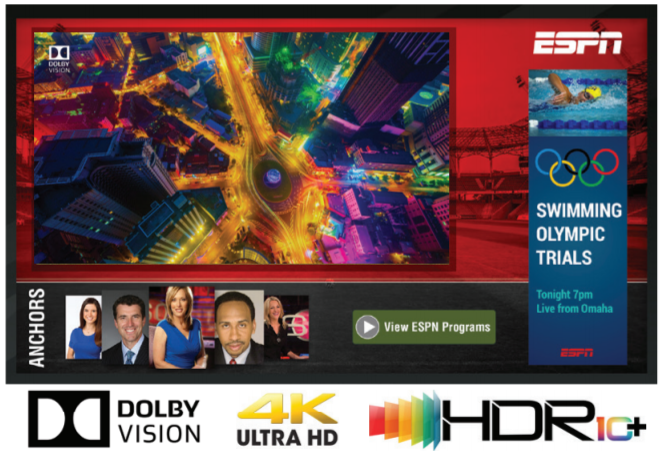 DOLBY
VISION
ESPN
SWIMMING
OLYMPIC
TRIALS
Tonight 7pm
Live from Omaha
ESPN
ANCHORS
View ESPN Programs
DOLBY
VISION
4K
ULTRA HD
HDR10+